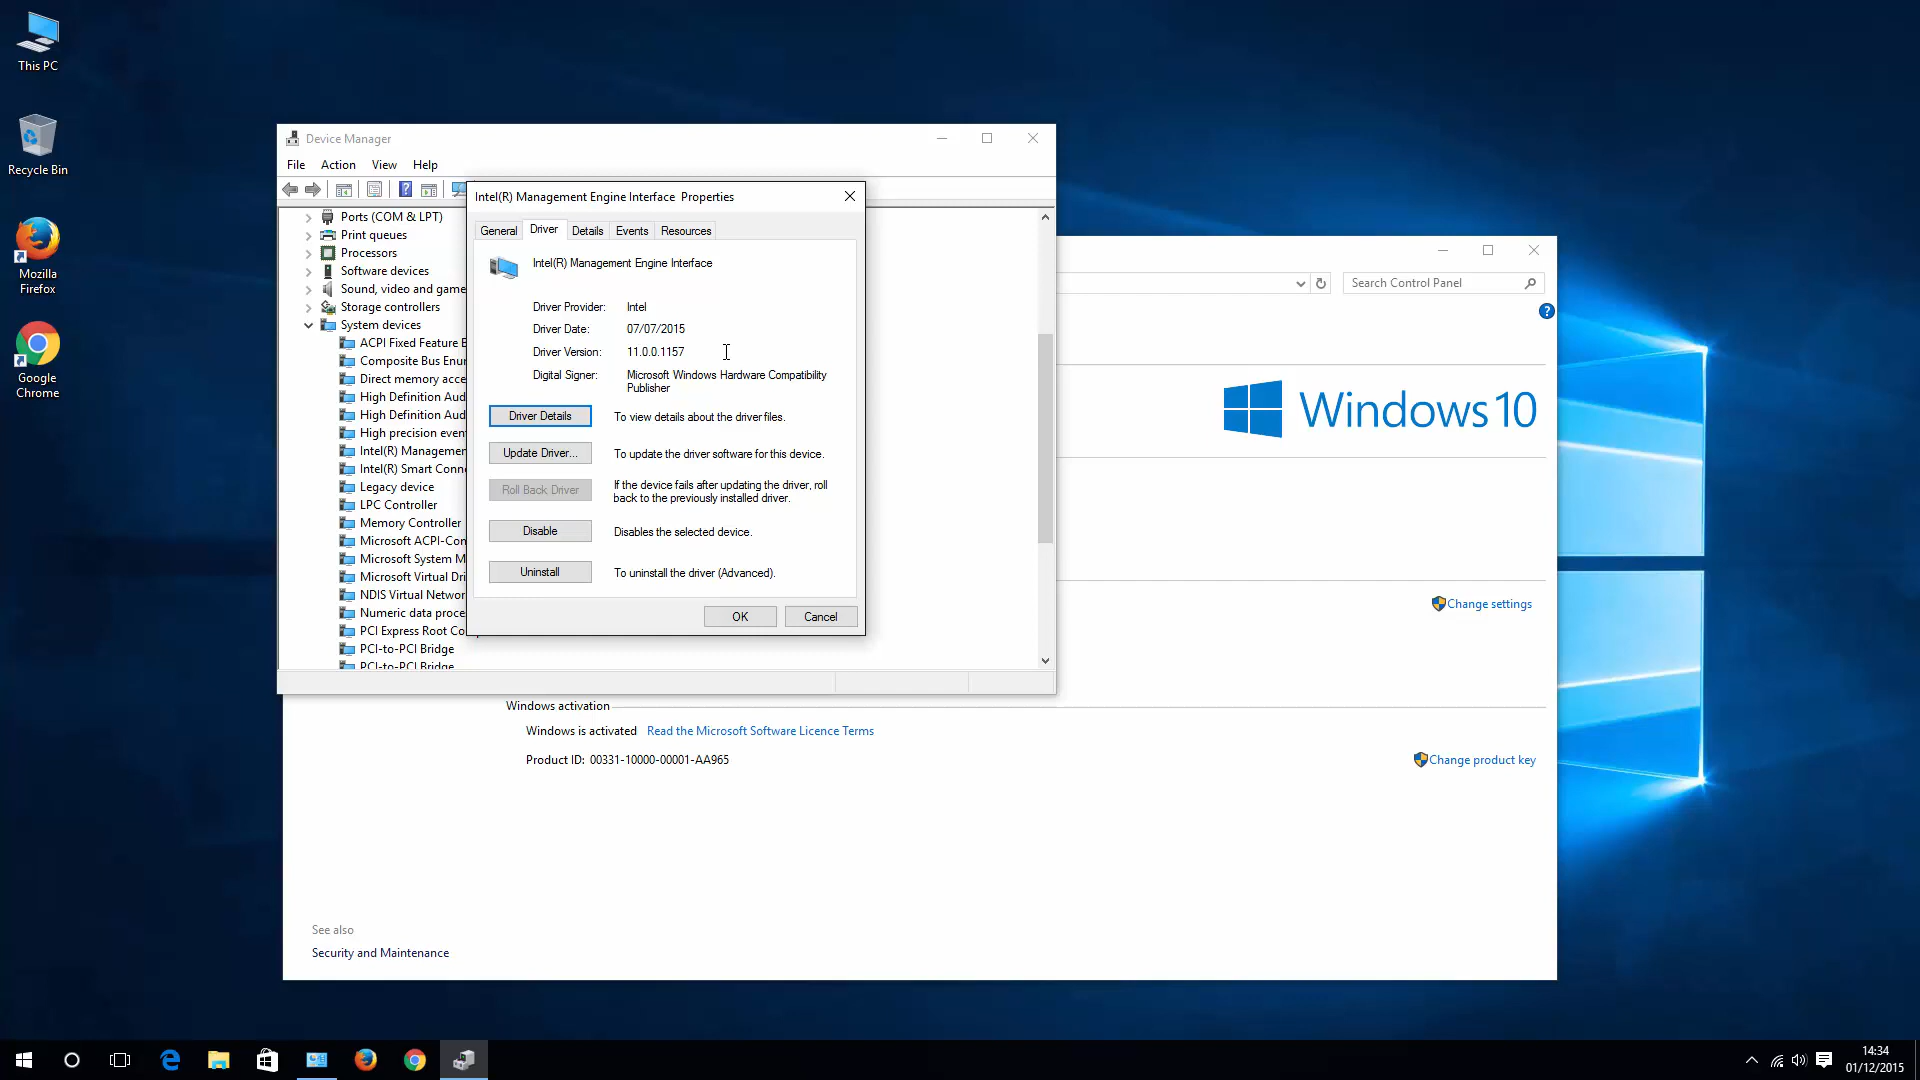 This PC
Recycle Bin
Mozilla
Firefox
Google
Chrome
Device Manager
File Action View Help
Ports (COM & LPT)
Print queues
Processors
Software devices
Sound, video and game
Storage controllers
System devices
ACPI Fixed Feature
Composite Bus
Direct memory acce
High Definition Aud
High Definition Aud
High precision even
Intel(R) Managemen
Intel(R) Smart Conn
Legacy device
LPC Controller
Memory Controller
Microsoft ACPI-Con
Microsoft System M
Microsoft Virtual Dri
NDIS Virtual Networ
Numeric data proce
PCI Express Root
PCI-to-PCI Bridge
PCI-to-PCI Bridge
Intel(R) Management Engine Interface Properties
General Driver Details Events Resources
Intel(R) Management Engine Interface
Driver Provider: Intel
Driver Date: 07/07/2015
Driver Version: 11.0.0.1157
Digital Signer: Microsoft Windows Hardware Compatibility
Publisher
Driver Details To view details about the driver files.
Update Driver... To update the driver software for this device.
Roll Back Driver If the device fails after updating the driver, roll
back to the previously installed driver.
Disable Disables the selected device.
Uninstall To uninstall the driver (Advanced).
OK Cancel
Search Control Panel
Windows 10
Change settings
Windows activation
Windows is activated Read the Microsoft Software Licence Terms
Product ID: 00331-10000-00001-AA965
Change product key
See also
Security and Maintenance
14:34
01/12/2015